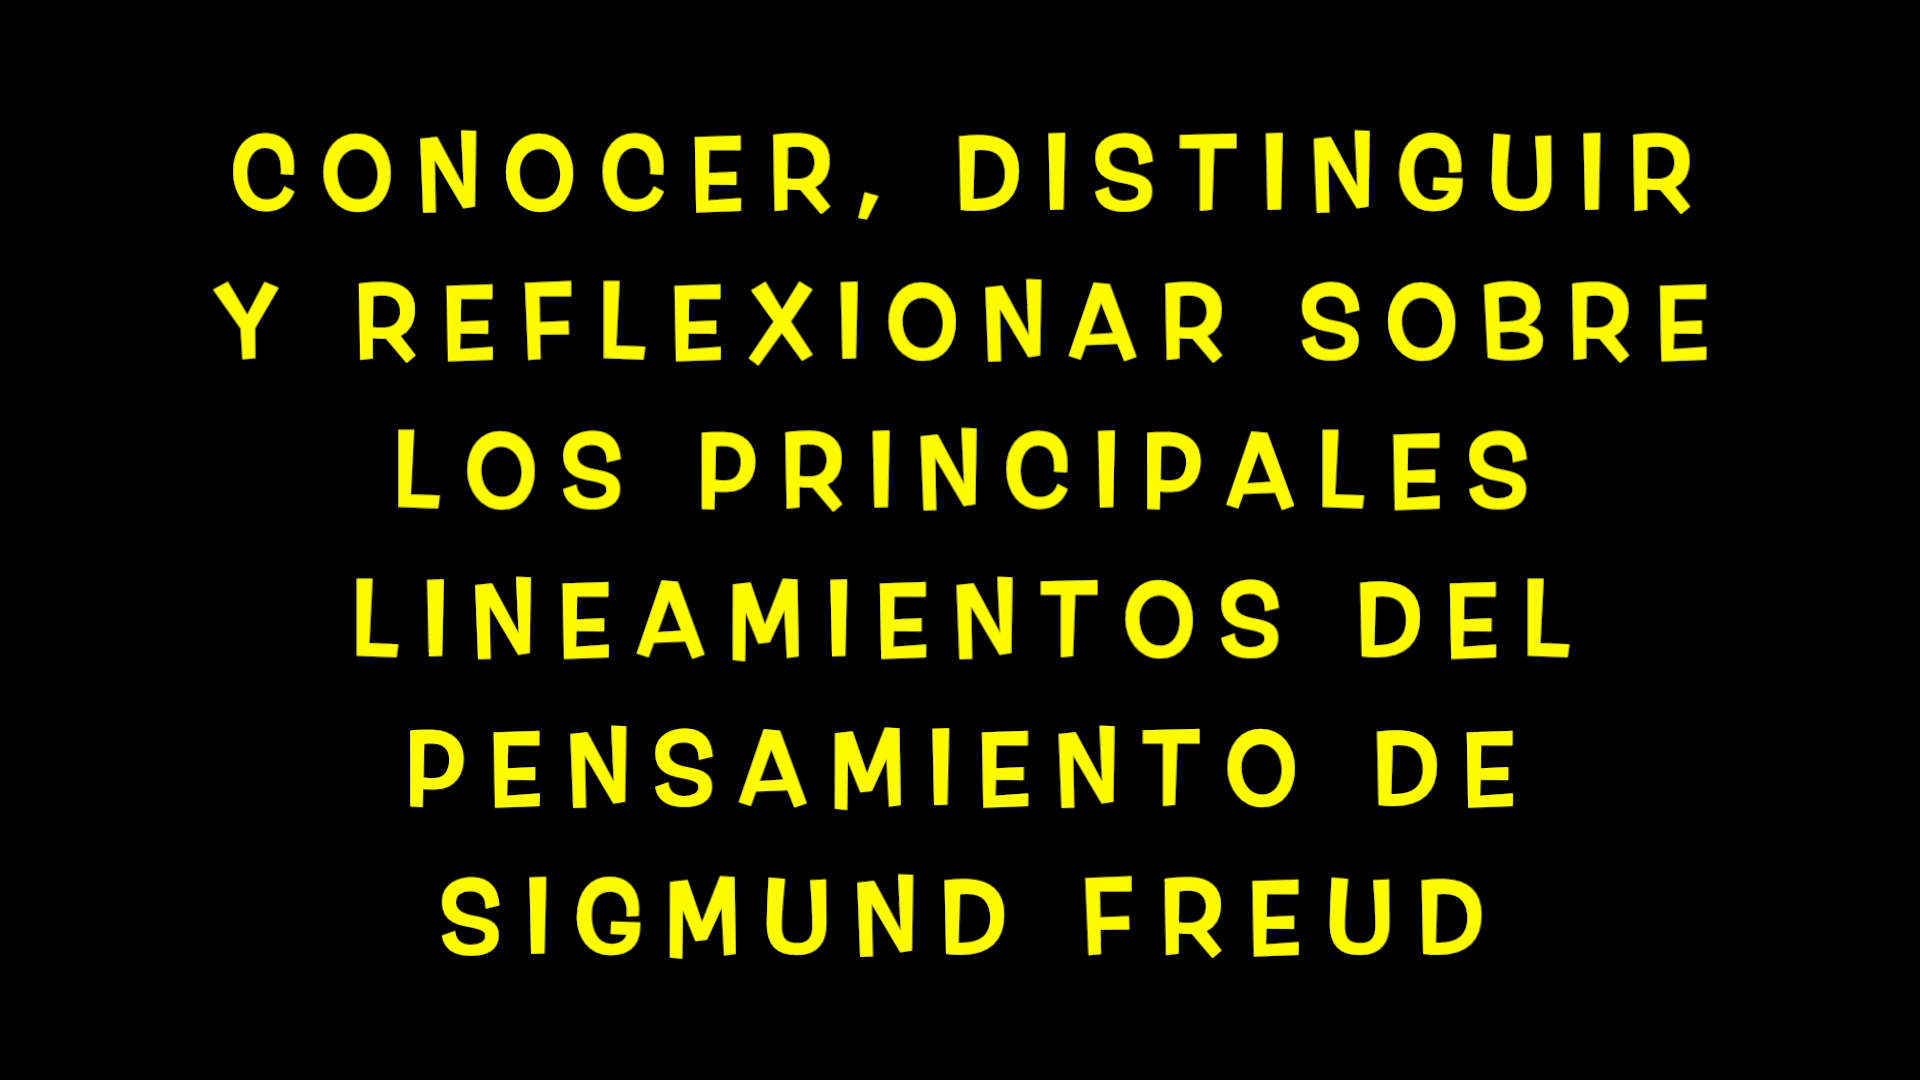 CONOCER, DISTINGUIR
Y REFLEXIONAR SOBRE
LOS PRINCIPALES
LINEAMIENTOS DEL
PENSAMIENTO DE
SIGMUND FREUD